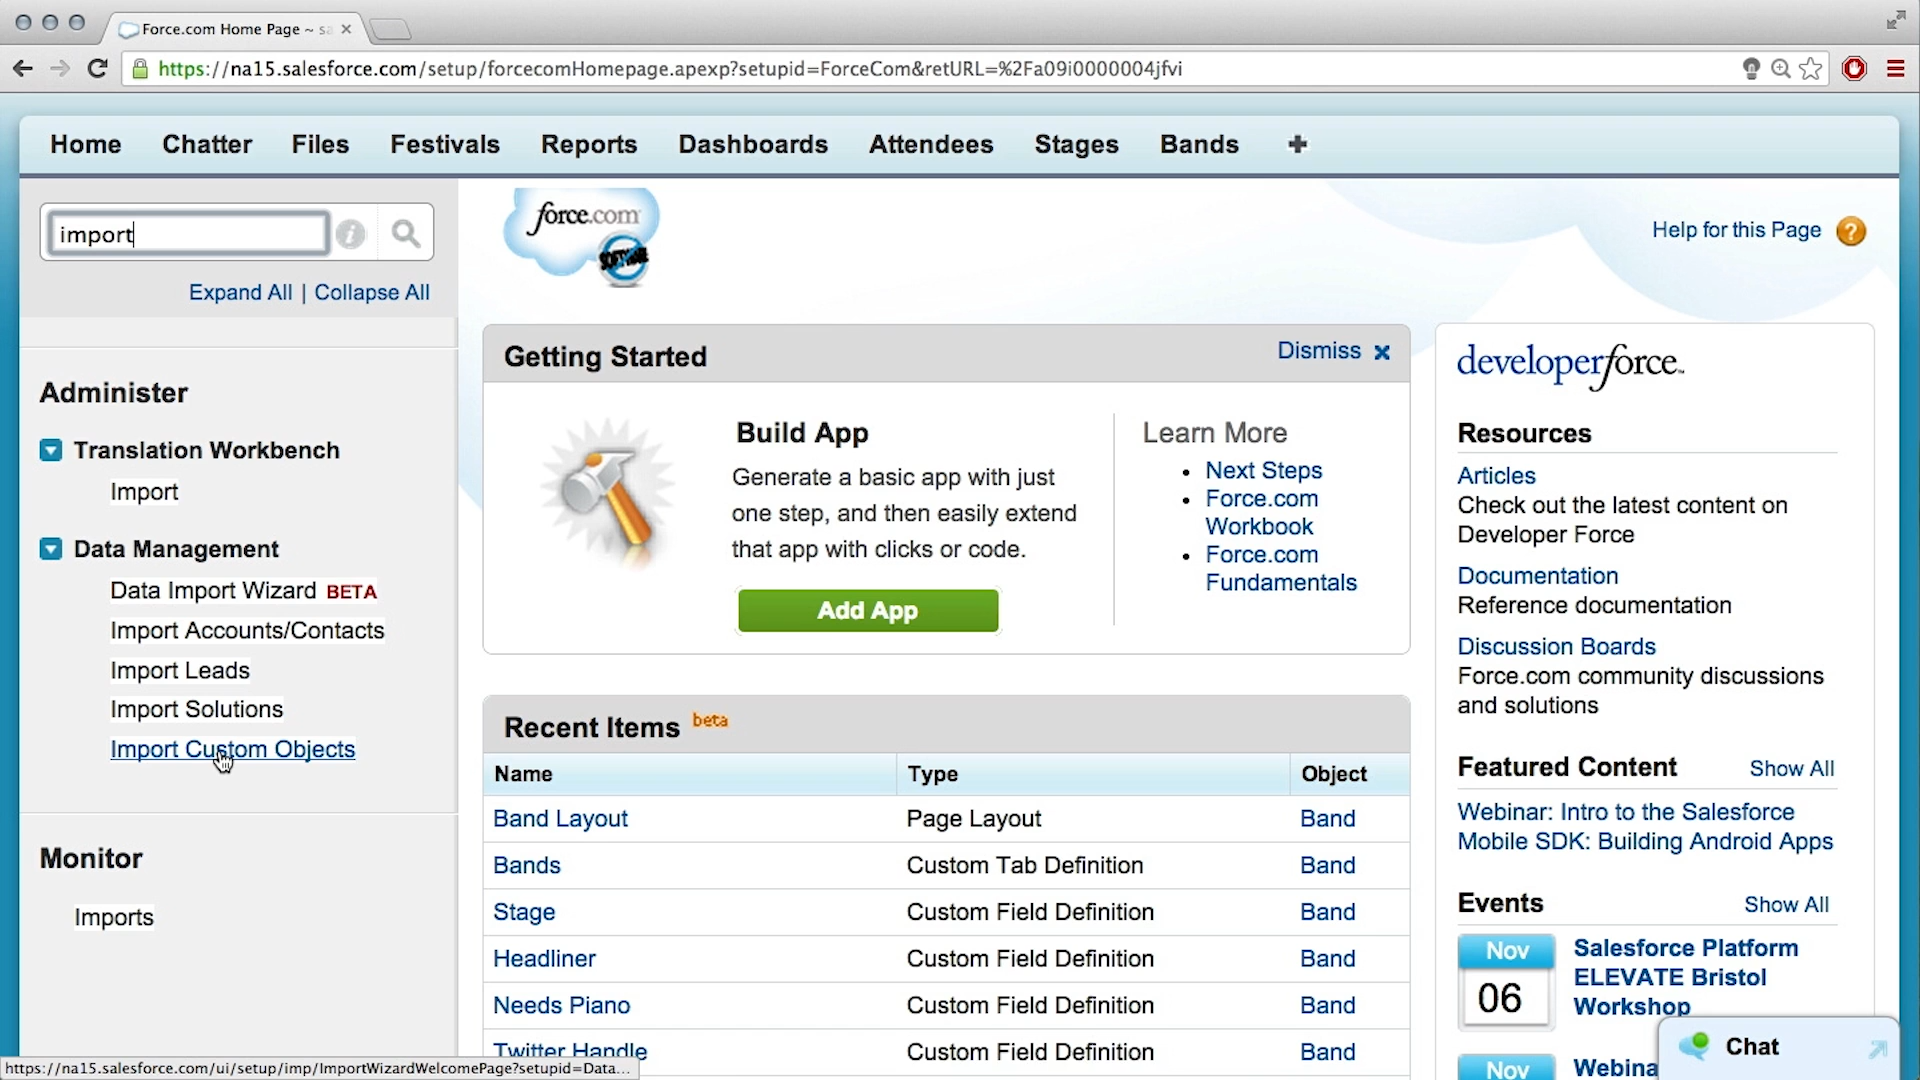 Force.com Home Page ~ sa
https://na15.salesforce.com/setup/forcecomHomepage.apexp?setupid=ForceCom&retURL=%2Fa09i0000004jfvi
Home Chatter Files Festivals Reports Dashboards Attendees Stages Bands
import
Expand All | Collapse All
Administer
Translation Workbench
Import
Data Management
Data Import Wizard BETA
Import Accounts/Contacts
Import Leads
Import Solutions
Import Custom Objects
Monitor
Imports
https://na15.salesforce.com/ui/setup/imp/ImportWizardWelcomePage?setupid=Data...
force.com
SOFTWARE
Help for this Page
Getting Started
Dismiss
Build App
Generate a basic app with just
one step, and then easily extend
that app with clicks or code.
Add App
Learn More
Next Steps
Force.com
Workbook
Force.com
Fundamentals
Recent Items beta
Name Type Object
Band Layout Page Layout Band
Bands Custom Tab Definition Band
Stage Custom Field Definition Band
Headliner Custom Field Definition Band
Needs Piano Custom Field Definition Band
Twitter Handle Custom Field Definition Band
developerforce™
Resources
Articles
Check out the latest content on
Developer Force
Documentation
Reference documentation
Discussion Boards
Force.com community discussions
and solutions
Featured Content Show All
Webinar: Intro to the Salesforce
Mobile SDK: Building Android Apps
Events Show All
Nov
06
Salesforce Platform
ELEVATE Bristol
Workshop
Nov
Webina
Chat